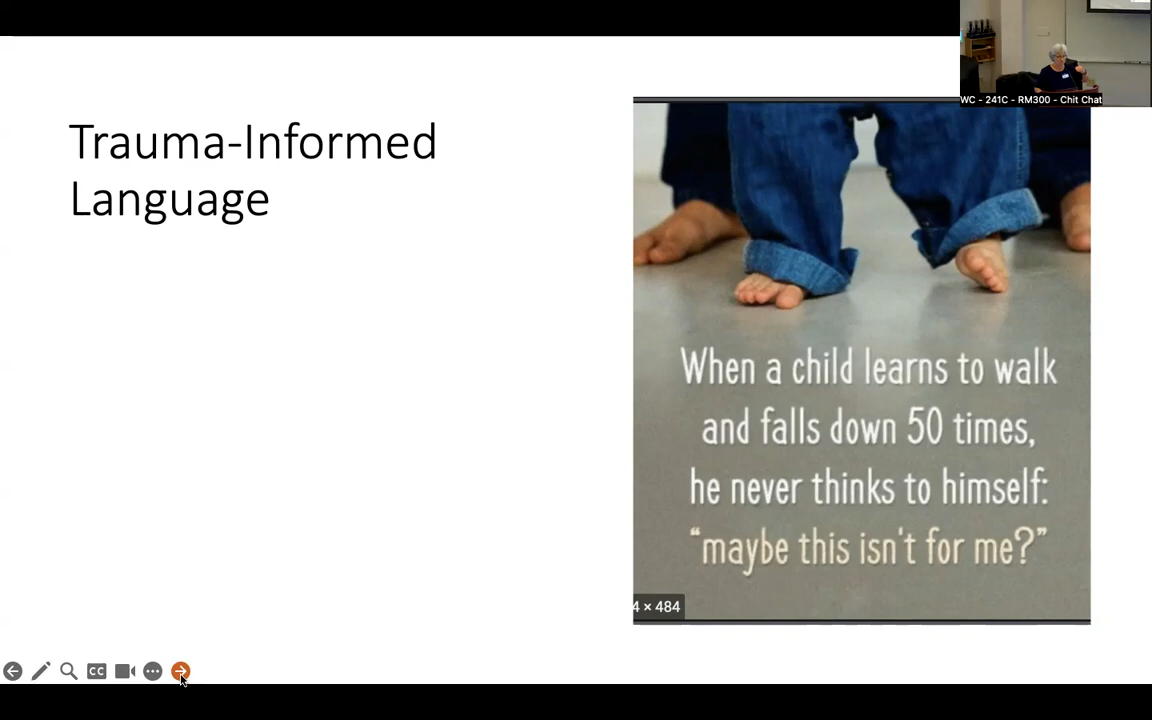 WC - 241C - RM300 - Chit Chat
Trauma-Informed
Language
When a child learns to walk
and falls down 50 times,
he never thinks to himself:
“maybe this isn't for me?”
4 × 484
CC